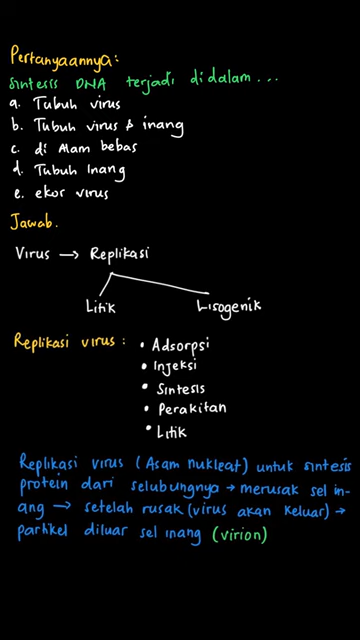 Pertanyaannya:
Sintesis DNA terjadi didalam...
a. Tubuh virus
b. Tubuh virus & inang
c. di Alam bebas
d. Tubuh Inang
e. ekor virus
Jawab.
Virus → Replikasi
Litik Lisogenik
Replikasi virus : • Adsorpsi
• Injeksi
• Sintesis
• Perakitan
• Litik
Replikasi virus (Asam nukleat) untuk sintesis
protein dari selubungnya → merusak sel in-
ang → setelah rusak (virus akan keluar) →
partikel diluar sel inang (virion)